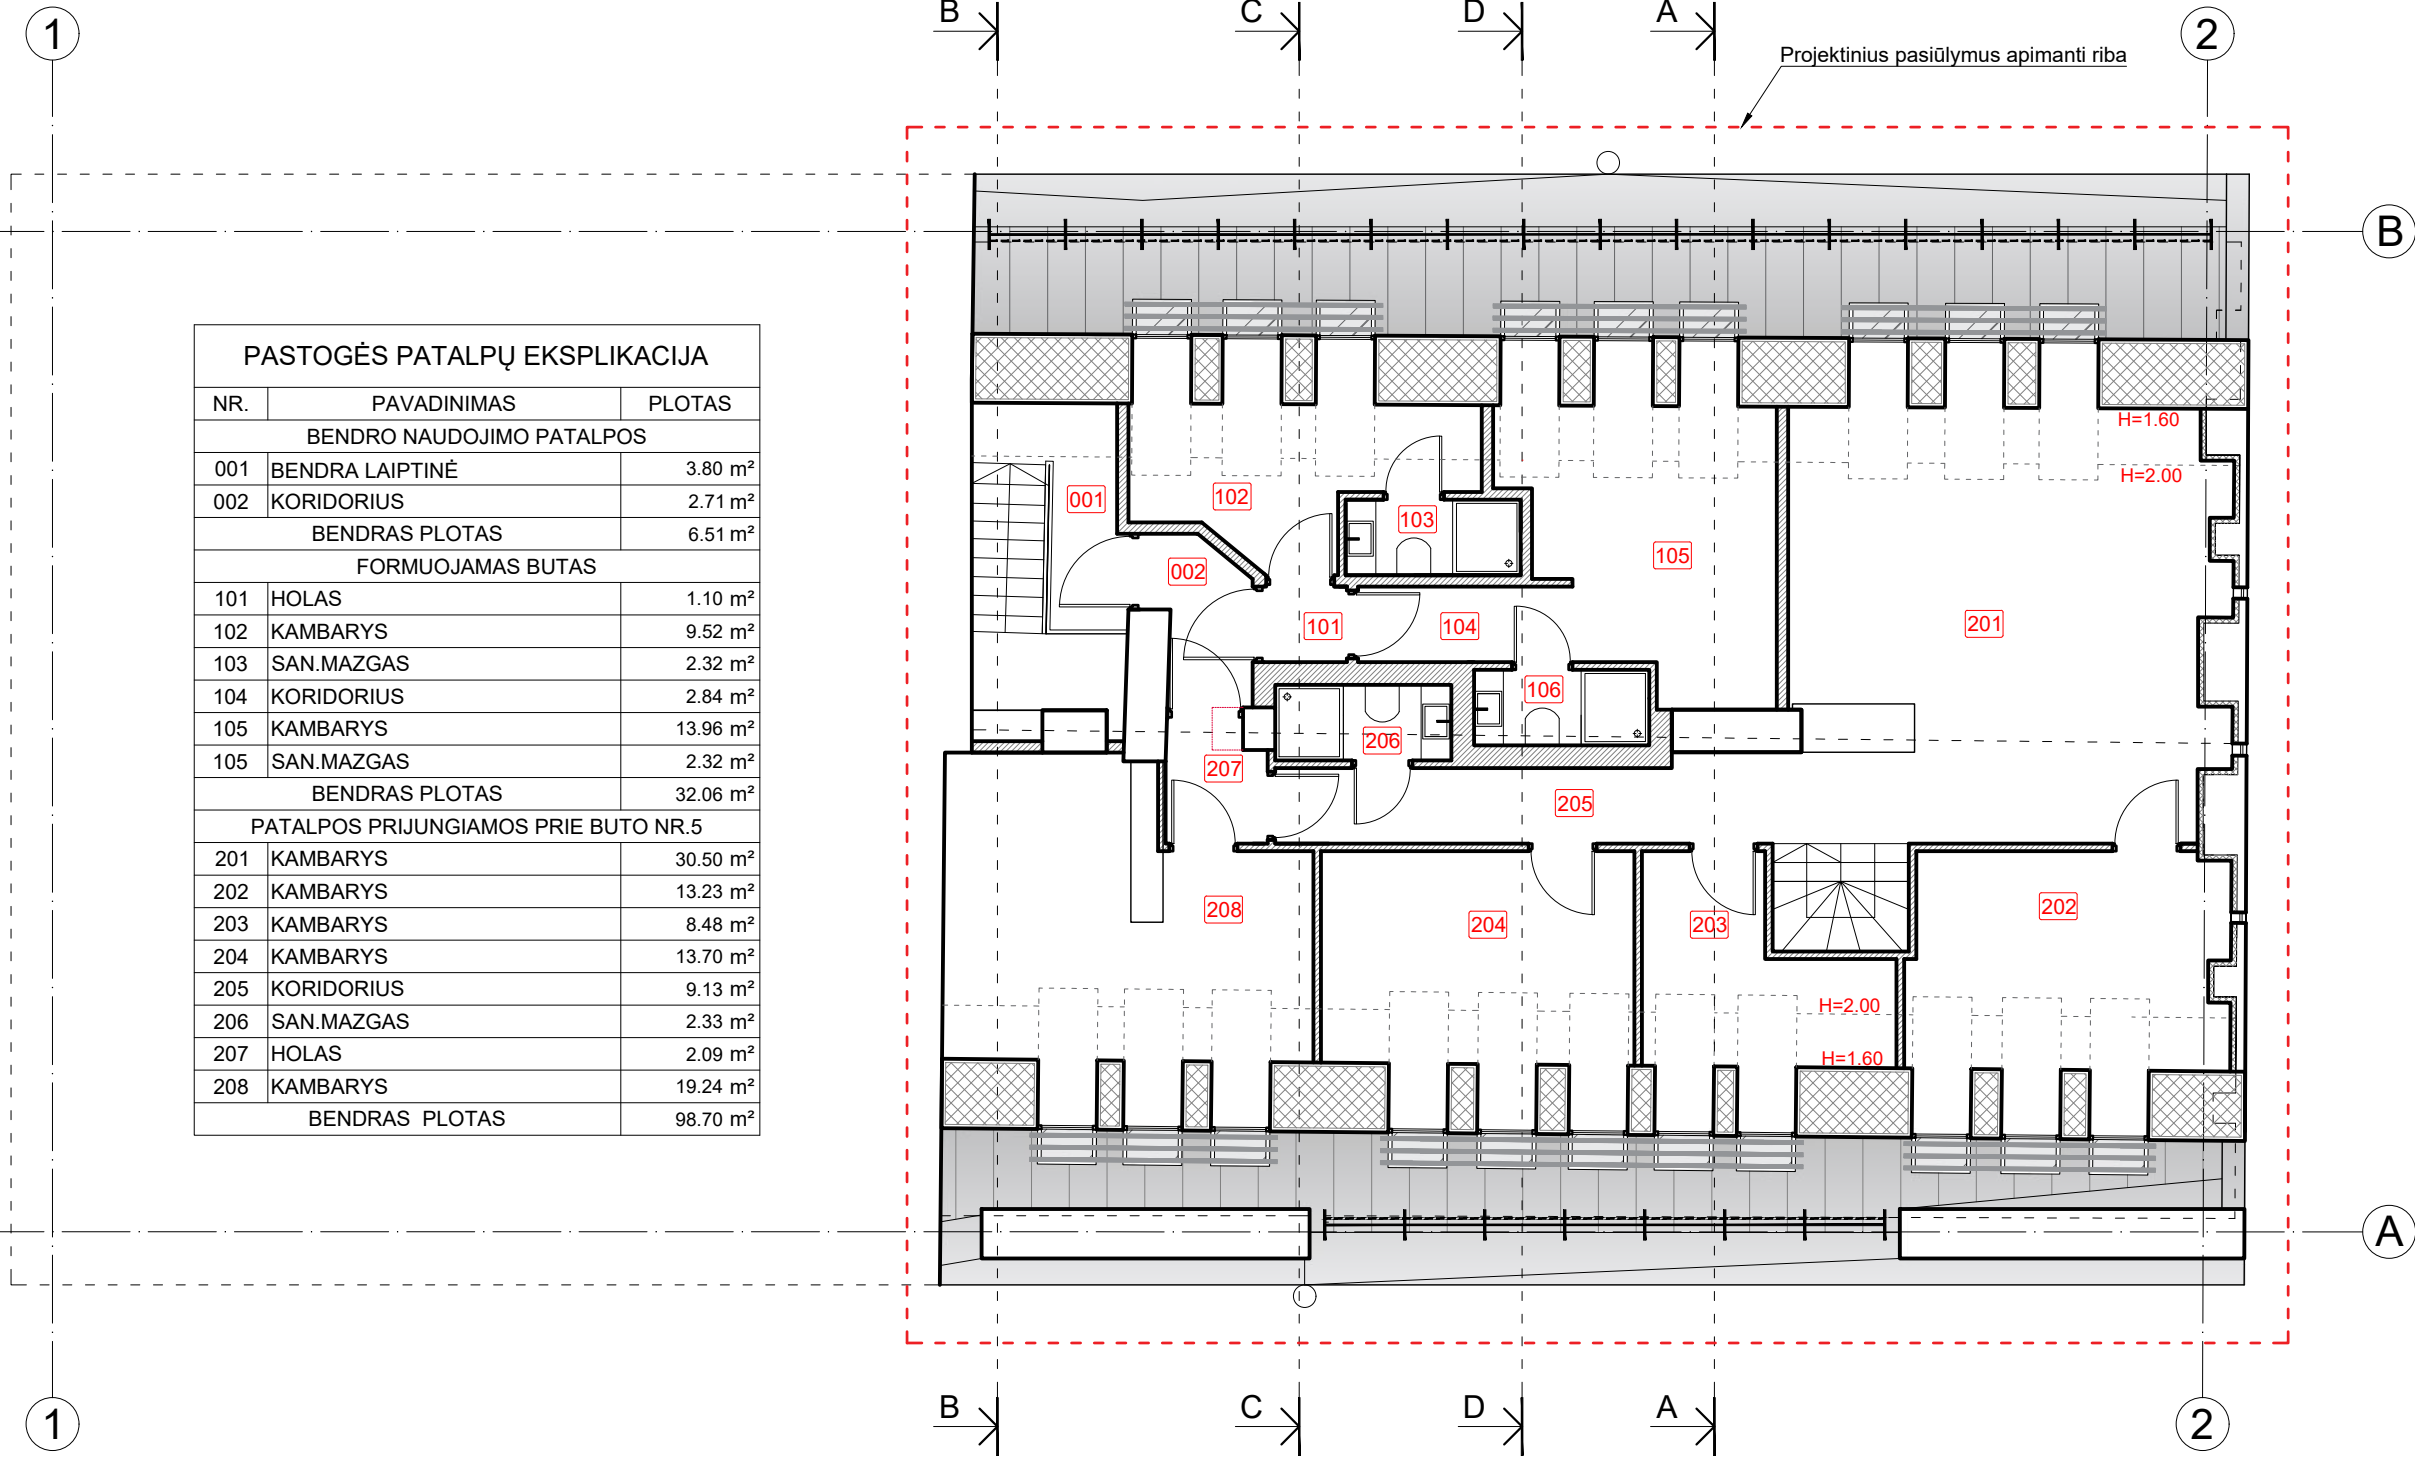 B C D A
1 2
Projektinius pasiūlymus apimanti riba
B
PASTOGĖS PATALPŲ EKSPLIKACIJA
NR. PAVADINIMAS PLOTAS
BENDRO NAUDOJIMO PATALPOS
001 BENDRA LAIPTINĖ 3.80 m²
002 KORIDORIUS 2.71 m²
BENDRAS PLOTAS 6.51 m²
FORMUOJAMAS BUTAS
101 HOLAS 1.10 m²
102 KAMBARYS 9.52 m²
103 SAN.MAZGAS 2.32 m²
104 KORIDORIUS 2.84 m²
105 KAMBARYS 13.96 m²
105 SAN.MAZGAS 2.32 m²
BENDRAS PLOTAS 32.06 m²
PATALPOS PRIJUNGIAMOS PRIE BUTO NR.5
201 KAMBARYS 30.50 m²
202 KAMBARYS 13.23 m²
203 KAMBARYS 8.48 m²
204 KAMBARYS 13.70 m²
205 KORIDORIUS 9.13 m²
206 SAN.MAZGAS 2.33 m²
207 HOLAS 2.09 m²
208 KAMBARYS 19.24 m²
BENDRAS PLOTAS 98.70 m²
H=1.60
H=2.00
001
102
103
105
002
101
104
201
106
206
207
205
208
204
203
202
H=2.00
H=1.60
A
B C D A
1 2